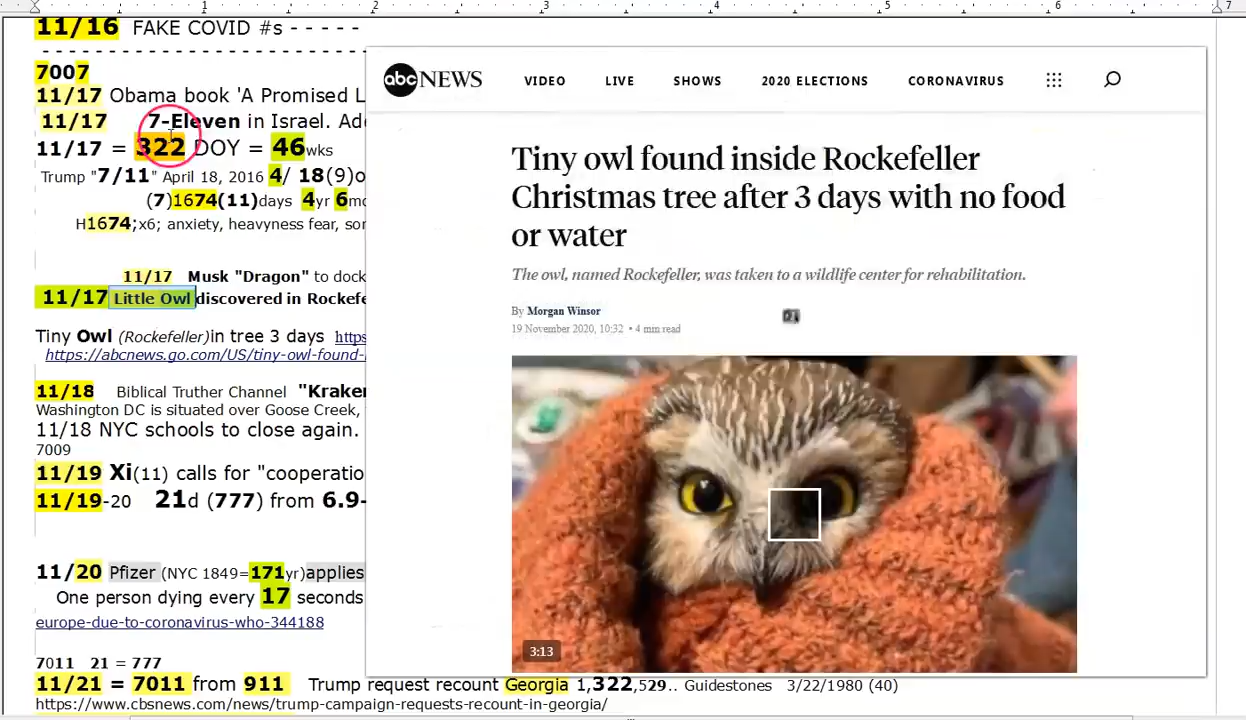 2 3 4 5 6 7
1
11/16 FAKE COVID #s - - - - -
- - - - - - - - - - - - - - - - - - - - - - - - - - - - -
7007
11/17 Obama book 'A Promised L
11/17 7-Eleven in Israel. Ad
11/17 = 322 DOY = 46wks
Trump "7/11" April 18, 2016 4/ 18(9)o
(7)1674(11)days 4yr 6mo
H1674;x6; anxiety, heavyness fear, sor
11/17 Musk "Dragon" to dock
11/17 Little Owl discovered in Rockefe
Tiny Owl (Rockefeller)in tree 3 days https
https://abcnews.go.com/US/tiny-owl-found-
11/18 Biblical Truther Channel "Kraken
Washington DC is situated over Goose Creek,
11/18 NYC schools to close again.
7009
11/19 Xi(11) calls for "cooperatio
11/19-20 21d (777) from 6.9-
11/20 Pfizer (NYC 1849=171yr)applies
One person dying every 17 seconds
europe-due-to-coronavirus-who-344188
7011 21 = 777
11/21 = 7011 from 911 Trump request recount Georgia 1,322,529.. Guidestones 3/22/1980 (40)
https://www.cbsnews.com/news/trump-campaign-requests-recount-in-georgia/
abc NEWS VIDEO LIVE SHOWS 2020 ELECTIONS CORONAVIRUS
Tiny owl found inside Rockefeller
Christmas tree after 3 days with no food
or water
The owl, named Rockefeller, was taken to a wildlife center for rehabilitation.
By Morgan Winsor
19 November 2020, 10:32 • 4 min read
3:13